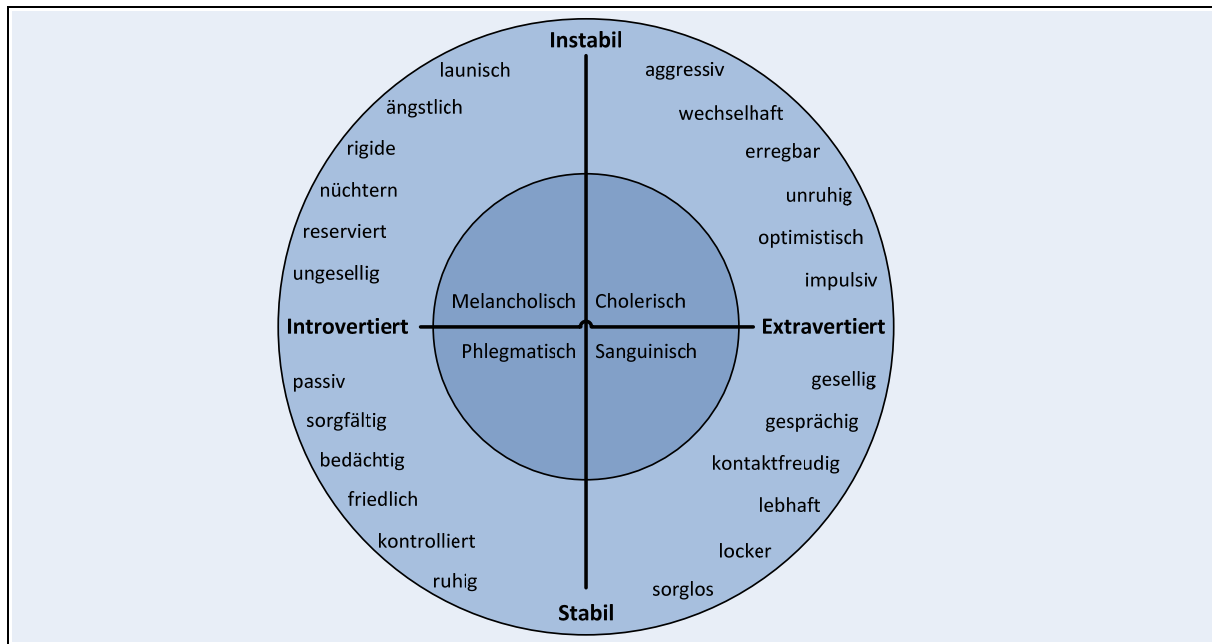 Instabil
launisch
aggressiv
ängstlich
wechselhaft
rigide
erregbar
nüchtern
unruhig
reserviert
optimistisch
ungesellig
impulsiv
Melancholisch
Cholerisch
Introvertiert
Extravertiert
Phlegmatisch
Sanguinisch
passiv
gesellig
sorgfältig
gesprächig
bedächtig
kontaktfreudig
friedlich
lebhaft
kontrolliert
locker
ruhig
sorglos
Stabil